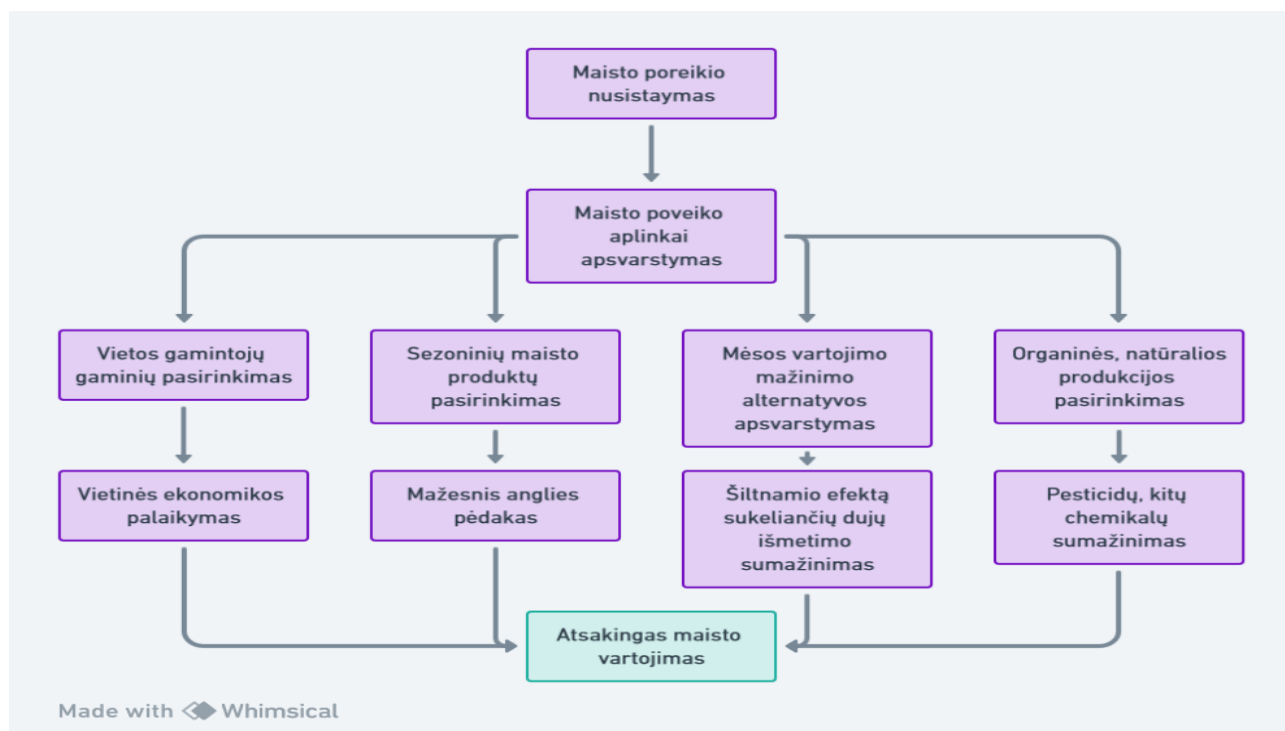 Maisto poreikio
nusistaymas
Maisto poveiko
aplinkai
apsvarstymas
Vietos gamintojų
gaminių pasirinkimas
Sezoninių maisto
produktų
pasirinkimas
Mėsos vartojimo
mažinimo
alternatyvos
apsvarstymas
Organinės, natūralios
produkcijos
pasirinkimas
Vietinės ekonomikos
palaikymas
Mažesnis anglies
pėdakas
Šiltnamio efektą
sukeliančių dujų
išmetimo
sumažinimas
Pesticidų, kitų
chemikalų
sumažinimas
Atsakingas maisto
vartojimas
Made with Whimsical